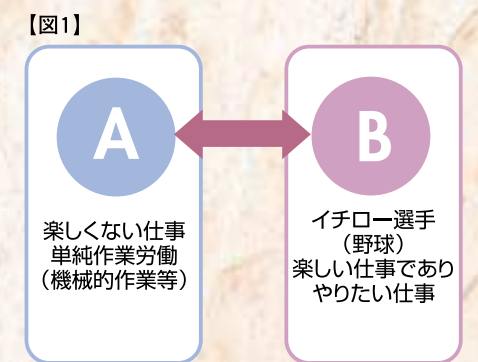 【図1】
A
楽しくない仕事
単純作業労働
（機械的作業等）
B
イチロー選手
（野球）
楽しい仕事であり
やりたい仕事